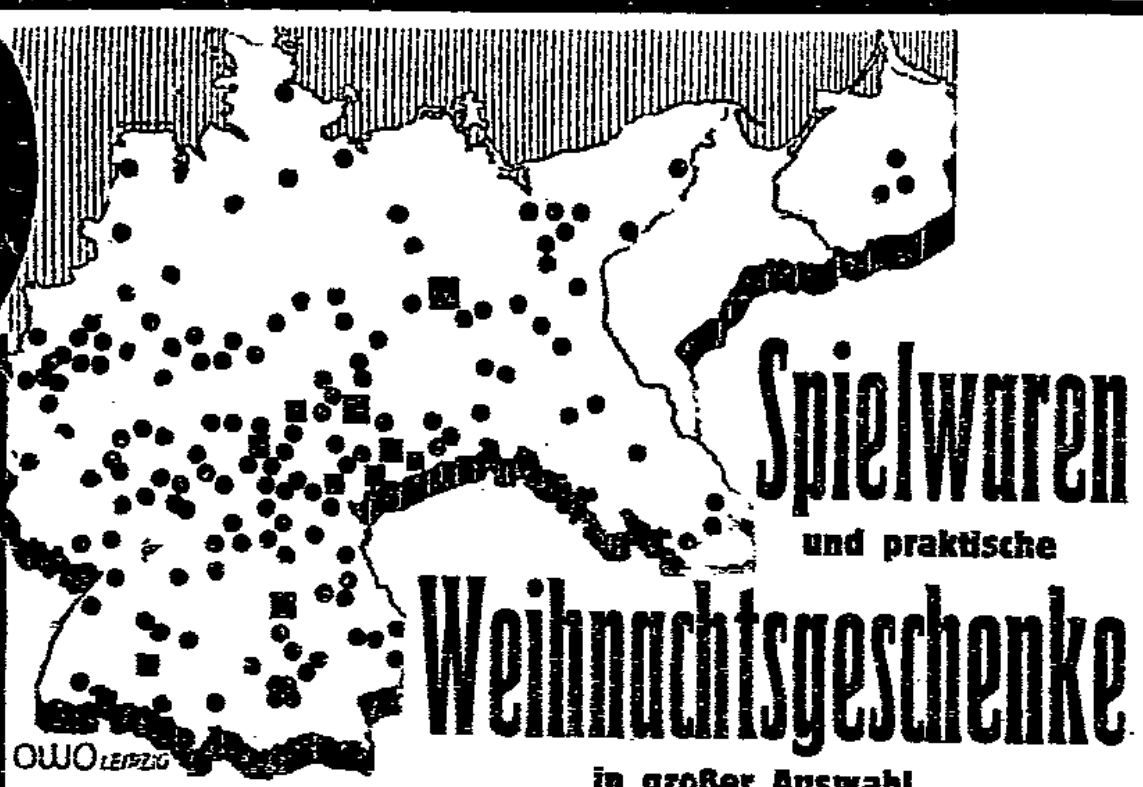 Spielwaren
und praktische
Weihnachtsgeschenke
in großer Auswahl
OWO LEIPZIG